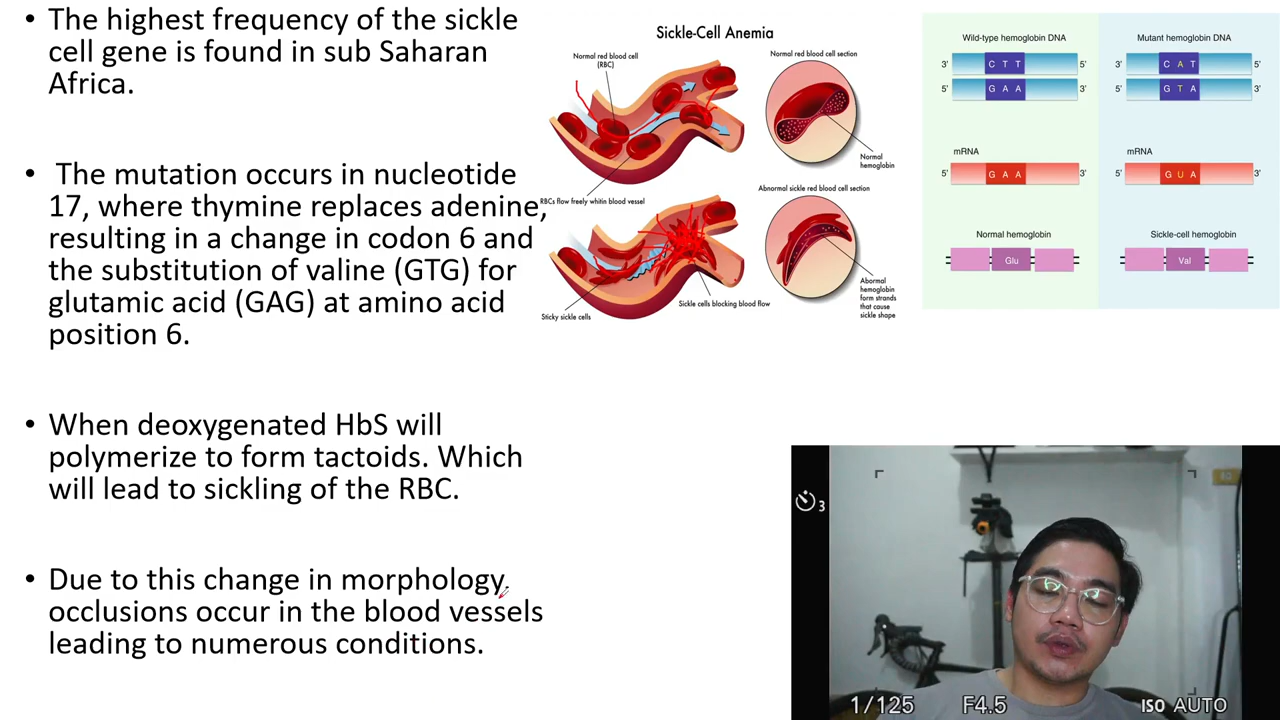 • The highest frequency of the sickle
cell gene is found in sub Saharan
Africa.
• The mutation occurs in nucleotide
17, where thymine replaces adenine,
resulting in a change in codon 6 and
the substitution of valine (GTG) for
glutamic acid (GAG) at amino acid
position 6.
• When deoxygenated HbS will
polymerize to form tactoids. Which
will lead to sickling of the RBC.
• Due to this change in morphology,
occlusions occur in the blood vessels
leading to numerous conditions.
Sickle-Cell Anemia
Normal red blood cell
(RBC)
Normal red blood cell section
Normal
hemoglobin
RBCs flow freely whitin blood vessel
Abnormal sickle red blood cell section
Sickle cells blocking blood flow
Sticky sickle cells
Abormal
hemoglobin
form strands
that cause
sickle shape
Wild-type hemoglobin DNA
3' C T T 5'
5' G A A 3'
mRNA
5' G A A 3'
Normal hemoglobin
Glu
Mutant hemoglobin DNA
3' C A T 5'
5' G T A 3'
mRNA
5' G U A 3'
Sickle-cell hemoglobin
Val
3
1/125 F4.5 ISO AUTO